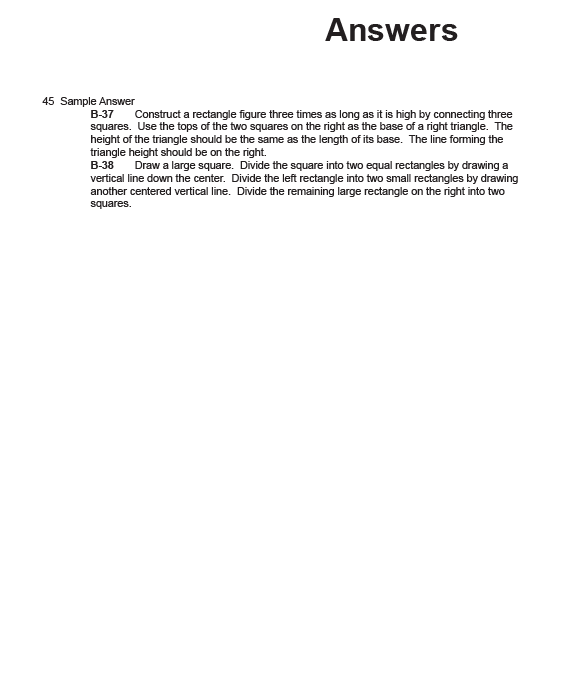 Answers
45 Sample Answer
B-37 Construct a rectangle figure three times as long as it is high by connecting three
squares. Use the tops of the two squares on the right as the base of a right triangle. The
height of the triangle should be the same as the length of its base. The line forming the
triangle height should be on the right.
B-38 Draw a large square. Divide the square into two equal rectangles by drawing a
vertical line down the center. Divide the left rectangle into two small rectangles by drawing
another centered vertical line. Divide the remaining large rectangle on the right into two
squares.